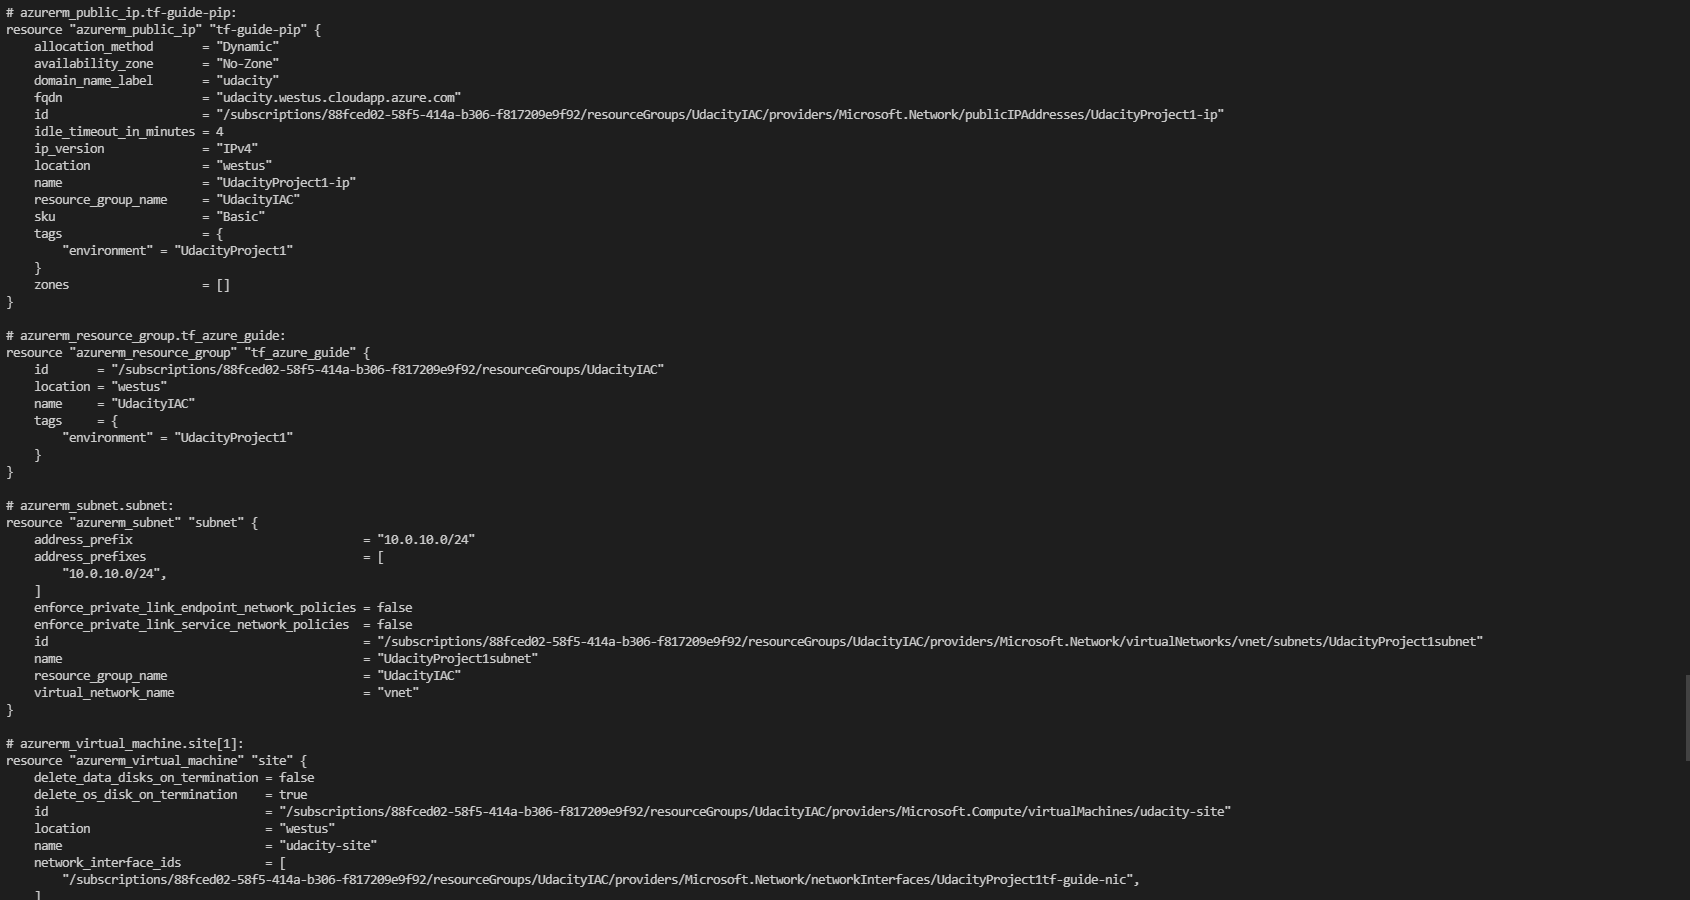 # azurerm_public_ip.tf-guide-pip:
resource "azurerm_public_ip" "tf-guide-pip" {
    allocation_method       = "Dynamic"
    availability_zone       = "No-Zone"
    domain_name_label       = "udacity"
    fqdn                    = "udacity.westus.cloudapp.azure.com"
    id                      = "/subscriptions/88fced02-58f5-414a-b306-f817209e9f92/resourceGroups/UdacityIAC/providers/Microsoft.Network/publicIPAddresses/UdacityProject1-ip"
    idle_timeout_in_minutes = 4
    ip_version              = "IPv4"
    location                = "westus"
    name                    = "UdacityProject1-ip"
    resource_group_name     = "UdacityIAC"
    sku                     = "Basic"
    tags                    = {
        "environment" = "UdacityProject1"
    }
    zones                   = []
}

# azurerm_resource_group.tf_azure_guide:
resource "azurerm_resource_group" "tf_azure_guide" {
    id       = "/subscriptions/88fced02-58f5-414a-b306-f817209e9f92/resourceGroups/UdacityIAC"
    location = "westus"
    name     = "UdacityIAC"
    tags     = {
        "environment" = "UdacityProject1"
    }
}

# azurerm_subnet.subnet:
resource "azurerm_subnet" "subnet" {
    address_prefix                                 = "10.0.10.0/24"
    address_prefixes                               = [
        "10.0.10.0/24",
    ]
    enforce_private_link_endpoint_network_policies = false
    enforce_private_link_service_network_policies  = false
    id                                             = "/subscriptions/88fced02-58f5-414a-b306-f817209e9f92/resourceGroups/UdacityIAC/providers/Microsoft.Network/virtualNetworks/vnet/subnets/UdacityProject1subnet"
    name                                           = "UdacityProject1subnet"
    resource_group_name                            = "UdacityIAC"
    virtual_network_name                           = "vnet"
}

# azurerm_virtual_machine.site[1]:
resource "azurerm_virtual_machine" "site" {
    delete_data_disks_on_termination = false
    delete_os_disk_on_termination    = true
    id                               = "/subscriptions/88fced02-58f5-414a-b306-f817209e9f92/resourceGroups/UdacityIAC/providers/Microsoft.Compute/virtualMachines/udacity-site"
    location                         = "westus"
    name                             = "udacity-site"
    network_interface_ids            = [
        "/subscriptions/88fced02-58f5-414a-b306-f817209e9f92/resourceGroups/UdacityIAC/providers/Microsoft.Network/networkInterfaces/UdacityProject1tf-guide-nic",
    ]